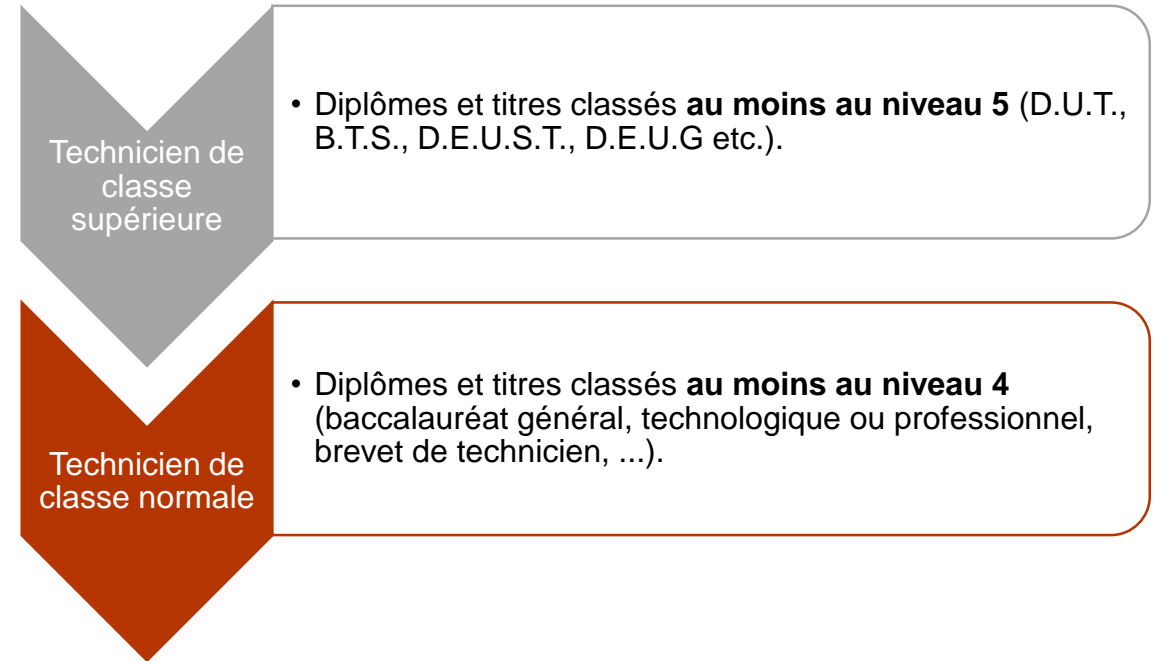 Technicien de
classe
supérieure
• Diplômes et titres classés au moins au niveau 5 (D.U.T.,
B.T.S., D.E.U.S.T., D.E.U.G etc.).
Technicien de
classe normale
• Diplômes et titres classés au moins au niveau 4
(baccalauréat général, technologique ou professionnel,
brevet de technicien, ...).